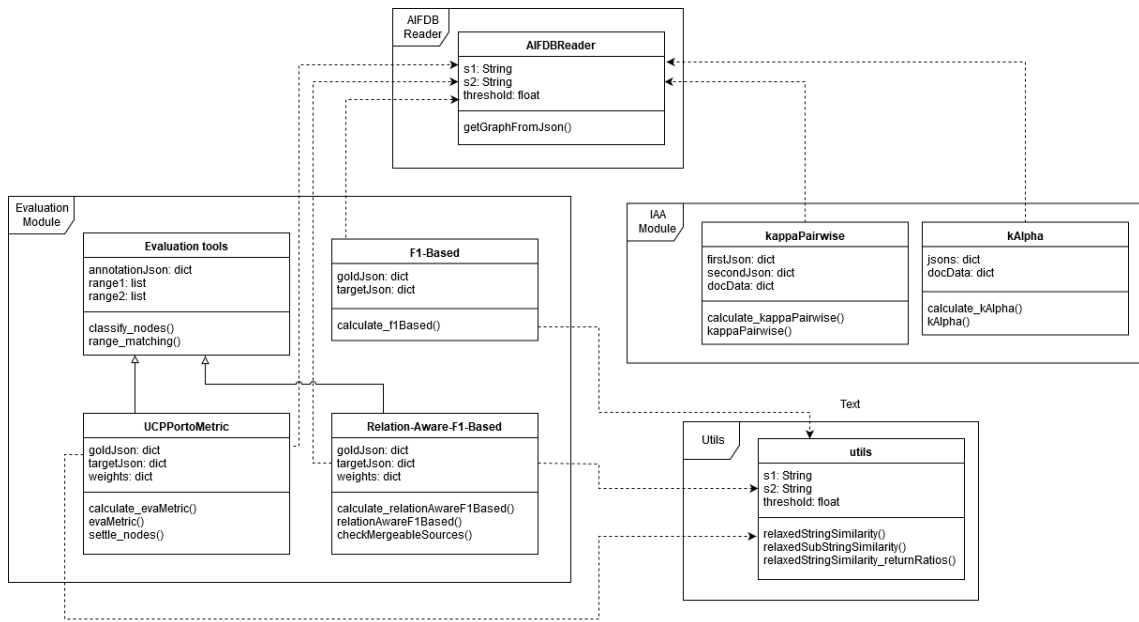 AIFDB
Reader
AIFDBReader
s1: String
s2: String
threshold: float
getGraphFromJson()
Evaluation
Module
Evaluation tools
annotationJson: dict
range1: list
range2: list
classify_nodes()
range_matching()
F1-Based
goldJson: dict
targetJson: dict
calculate_f1Based()
UCPPortoMetric
goldJson: dict
targetJson: dict
weights: dict
calculate_evaMetric()
evaMetric()
settle_nodes()
Relation-Aware-F1-Based
goldJson: dict
targetJson: dict
weights: dict
calculate_relationAwareF1Based()
relationAwareF1Based()
checkMergeableSources()
IAA
Module
kappaPairwise
firstJson: dict
secondJson: dict
docData: dict
calculate_kappaPairwise()
kappaPairwise()
kAlpha
jsons: dict
docData: dict
calculate_kAlpha()
kAlpha()
Text
Utils
utils
s1: String
s2: String
threshold: float
relaxedStringSimilarity()
relaxedSubStringSimilarity()
relaxedStringSimilarity_returnRatios()